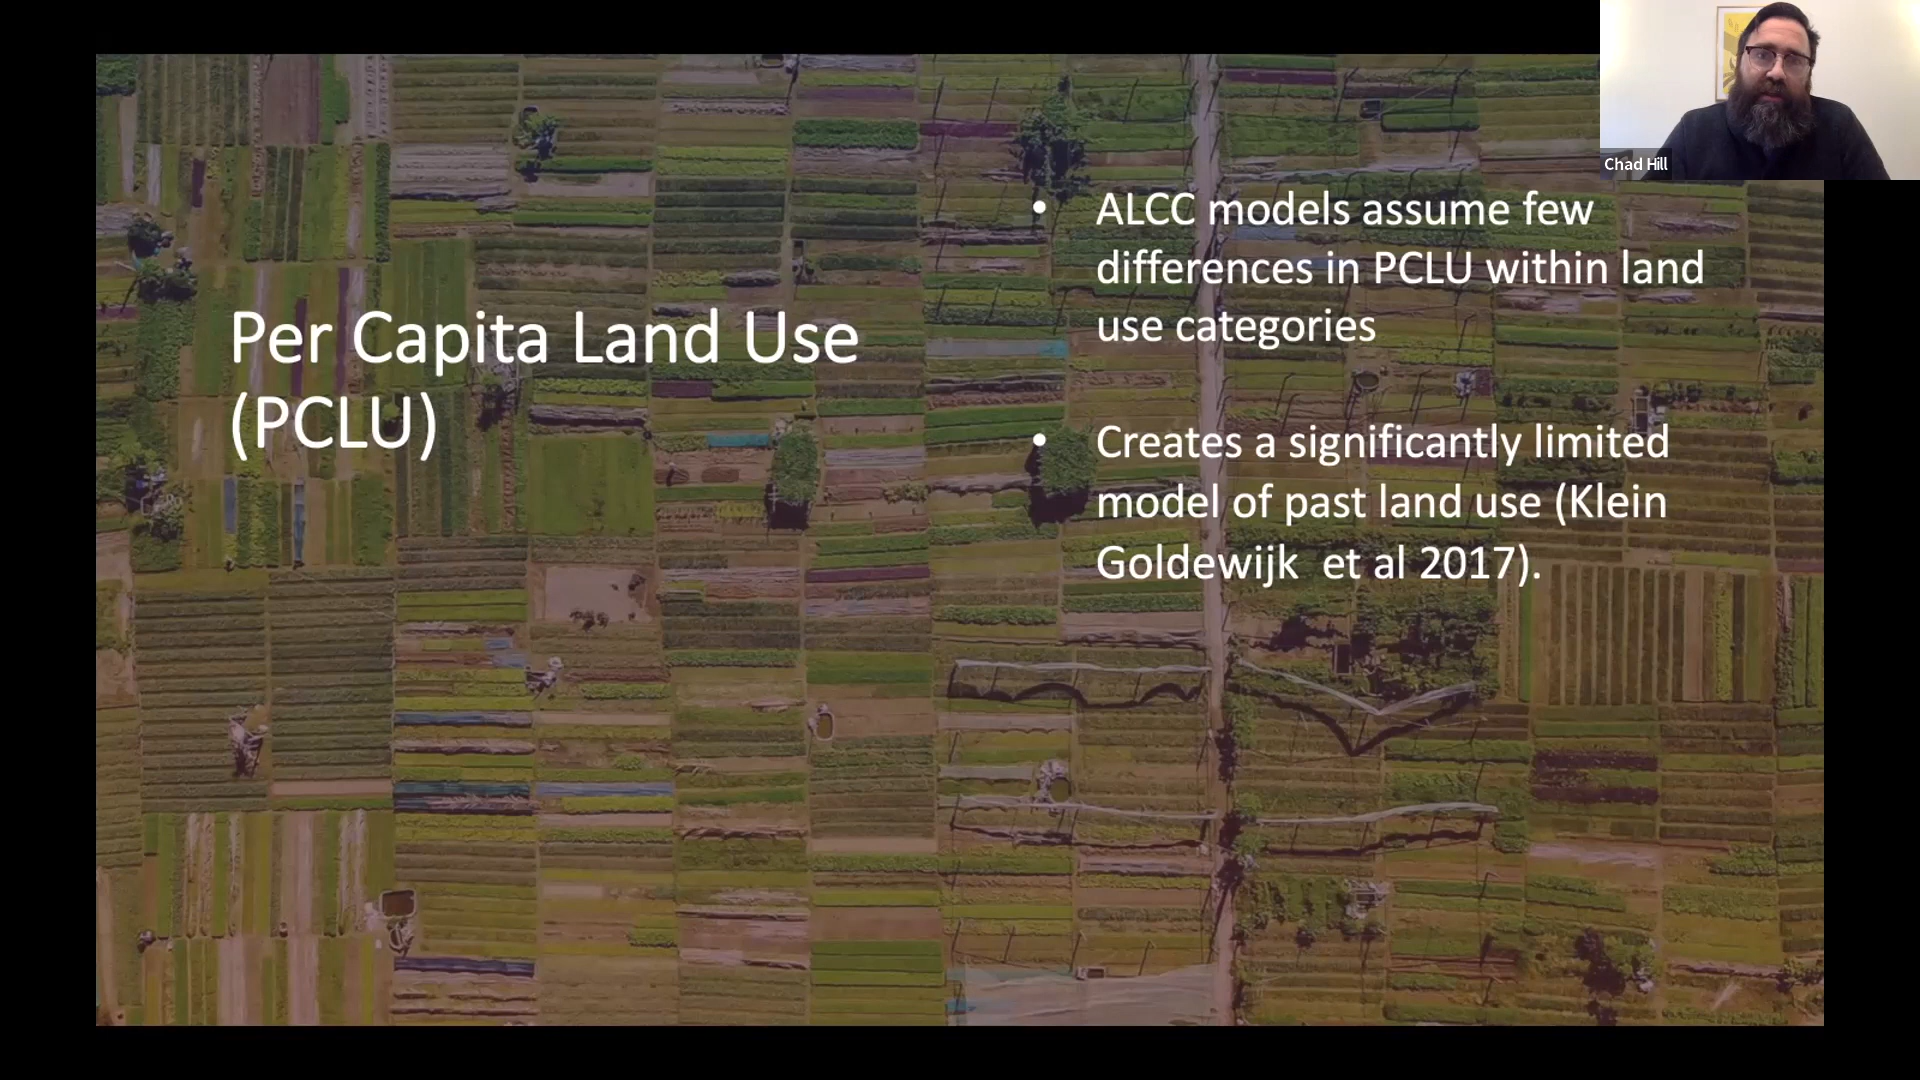 Chad Hill
Per Capita Land Use
(PCLU)
• ALCC models assume few
differences in PCLU within land
use categories
• Creates a significantly limited
model of past land use (Klein
Goldewijk et al 2017).